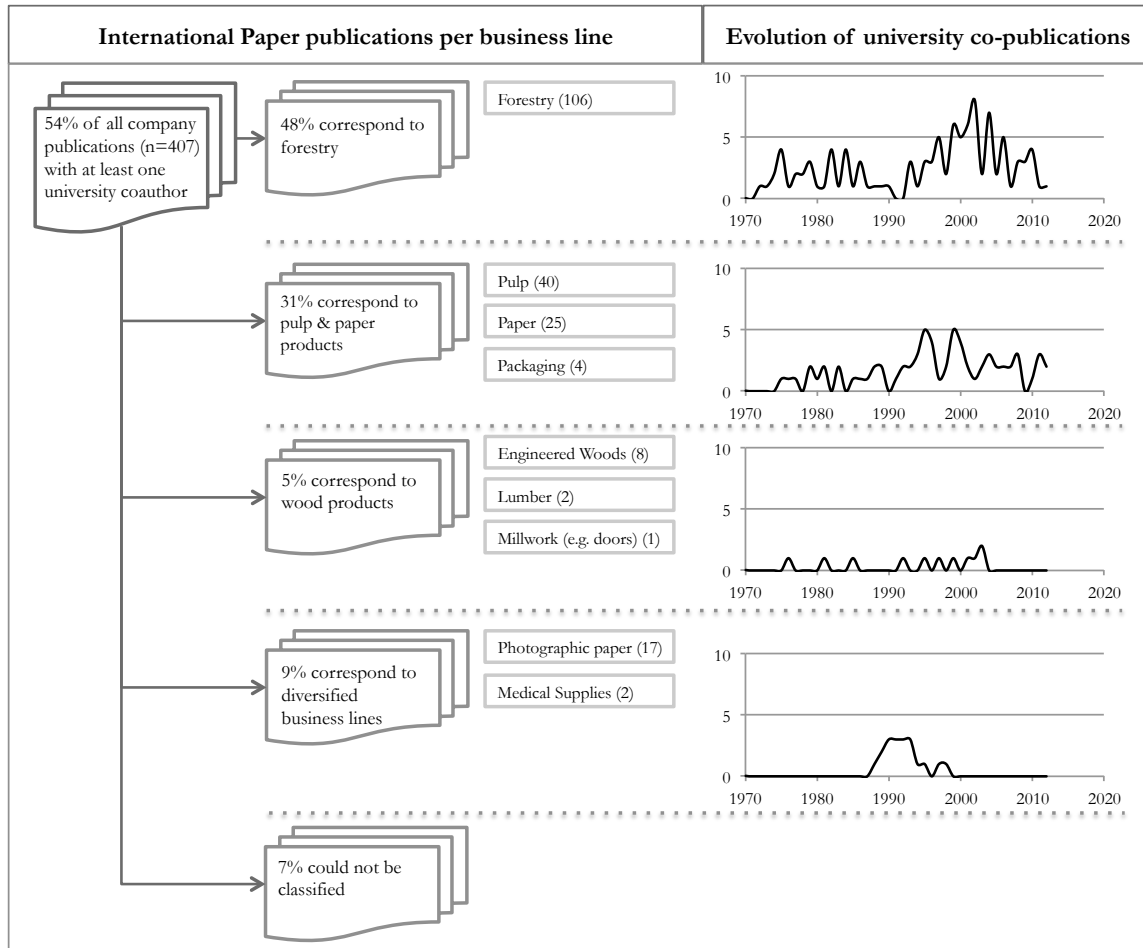 International Paper publications per business line
Evolution of university co-publications
54% of all company
publications (n=407)
with at least one
university coauthor
48% correspond to
forestry
Forestry (106)
10
5
0
1970 1980 1990 2000 2010 2020
31% correspond to
pulp & paper
products
Pulp (40)
Paper (25)
Packaging (4)
10
5
0
1970 1980 1990 2000 2010 2020
5% correspond to
wood products
Engineered Woods (8)
Lumber (2)
Millwork (e.g. doors) (1)
10
5
0
1970 1980 1990 2000 2010 2020
9% correspond to
diversified
business lines
Photographic paper (17)
Medical Supplies (2)
10
5
0
1970 1980 1990 2000 2010 2020
7% could not be
classified